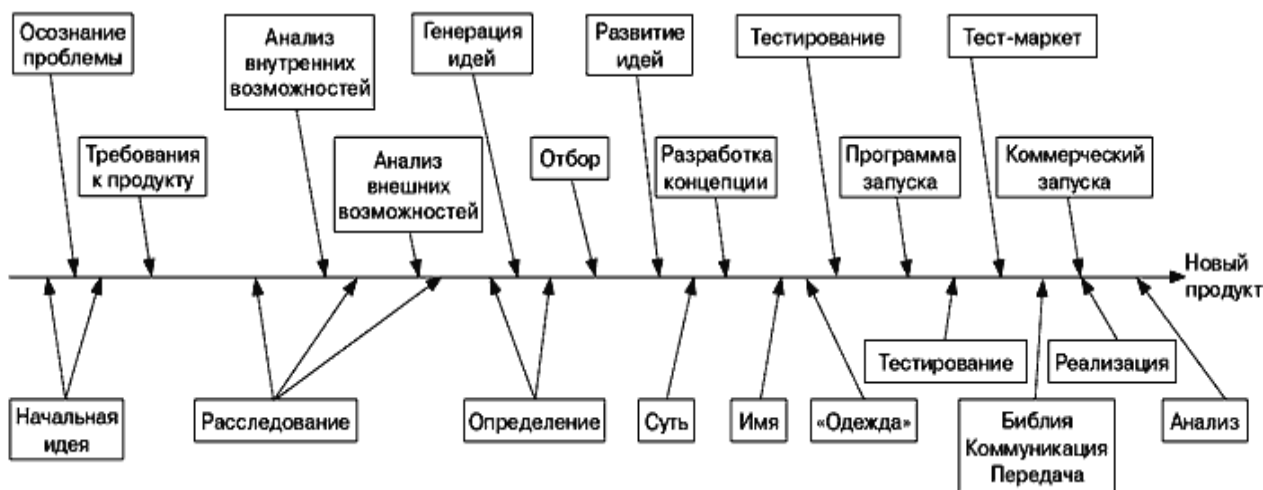 Осознание
проблемы
Анализ
внутренних
возможностей
Генерация
идей
Развитие
идей
Тестирование
Тест-маркет
Требования
к продукту
Анализ
внешних
возможностей
Отбор
Разработка
концепции
Программа
запуска
Коммерческий
запуска
Новый
продукт
Начальная
идея
Расследование
Определение
Суть
Имя
«Одежда»
Тестирование
Библия
Коммуникация
Передача
Реализация
Анализ